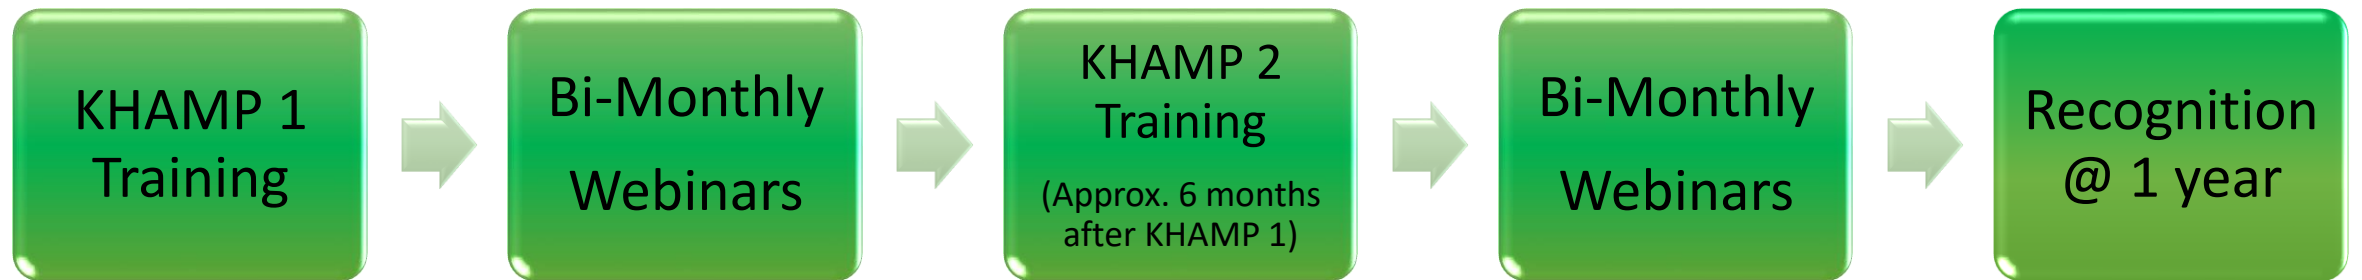 KHAMP 1
Training
Bi-Monthly
Webinars
KHAMP 2
Training
(Approx. 6 months
after KHAMP 1)
Bi-Monthly
Webinars
Recognition
@ 1 year